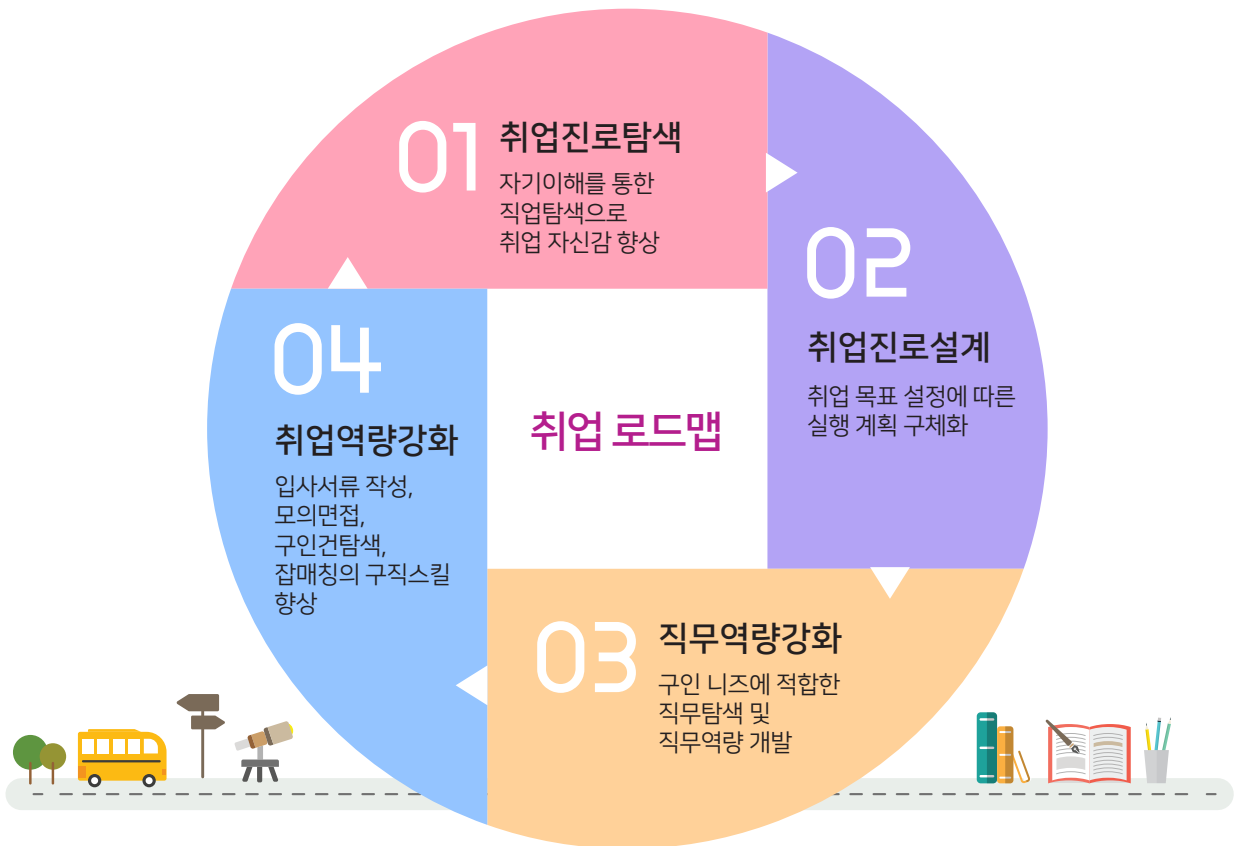 01
취업진로탐색
자기이해를 통한
직업탐색으로
취업 자신감 향상
02
취업진로설계
취업 목표 설정에 따른
실행 계획 구체화
03
직무역량강화
구인 니즈에 적합한
직무탐색 및
직무역량 개발
04
취업역량강화
입사서류 작성,
모의면접,
구인건탐색,
잡매칭의 구직스킬
향상
취업 로드맵